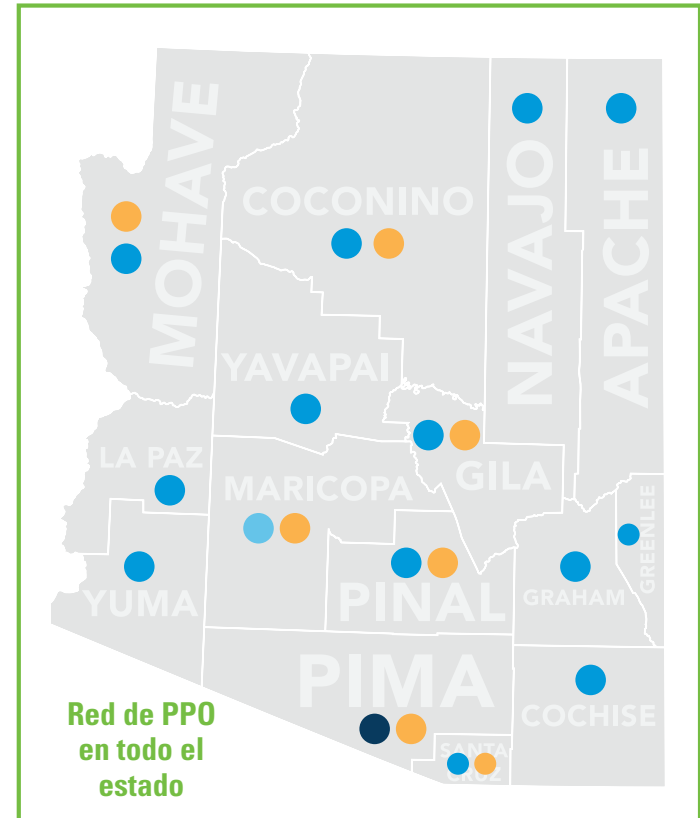 MOHAVE
COCONINO
NAVAJO
APACHE
YAVAPAI
LA PAZ
MARICOPA
GILA
GREENLEE
YUMA
PINAL
GRAHAM
PIMA
COCHISE
SANTA
CRUZ
Red de PPO
en todo el
estado